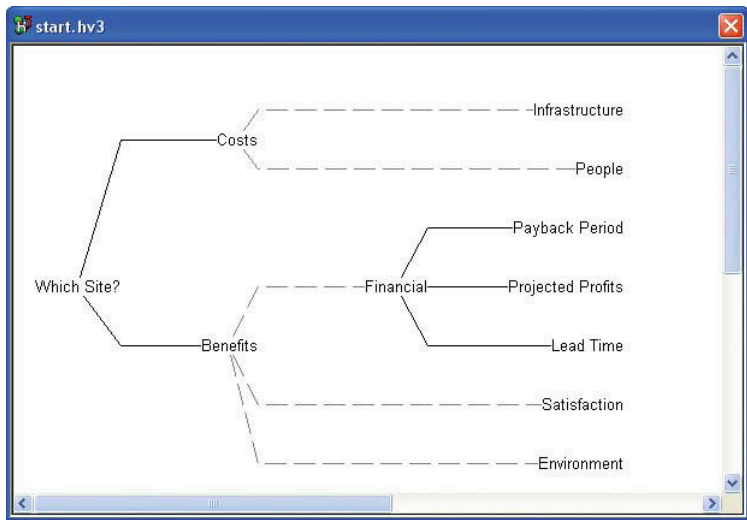 start.hv3
Infrastructure
Costs
People
Payback Period
Which Site?
Financial
Projected Profits
Benefits
Lead Time
Satisfaction
Environment